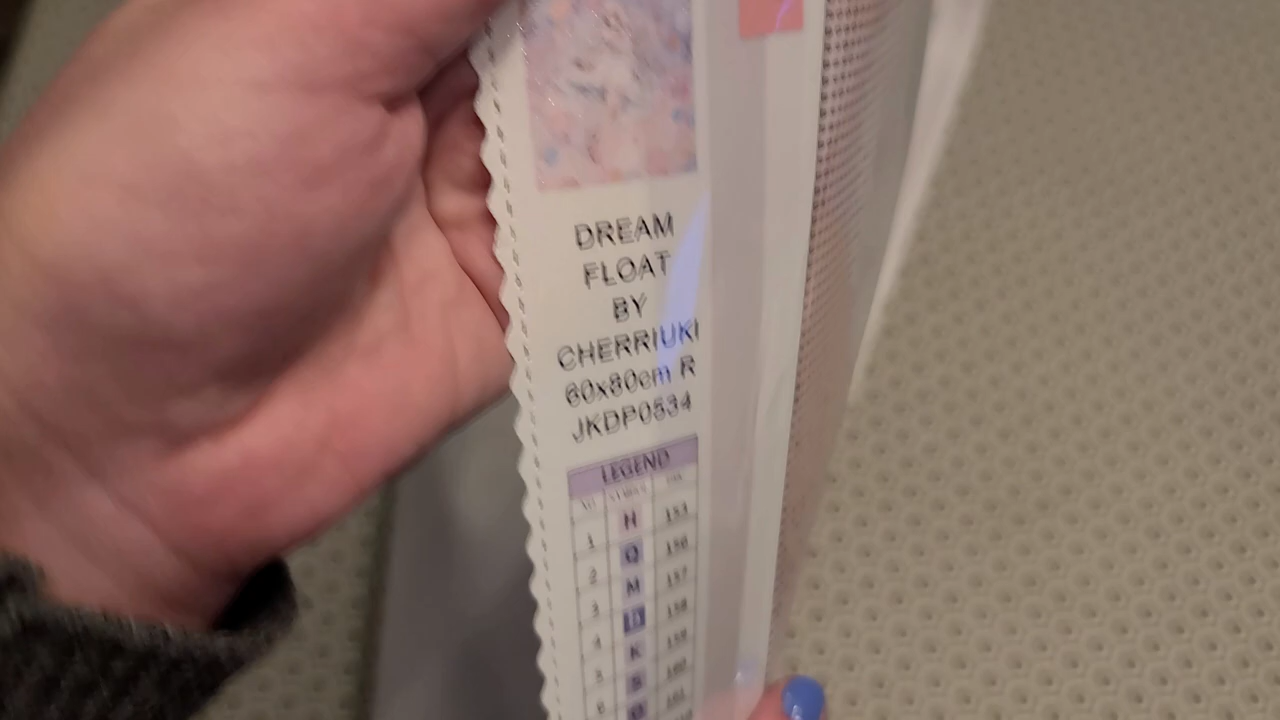 DREAM
FLOAT
BY
CHERRIUKI
60x80cm R
JKDP0534
LEGEND
1 H
2 Q 156
3 M 157
4 158
5 K 159
6 S 160
161